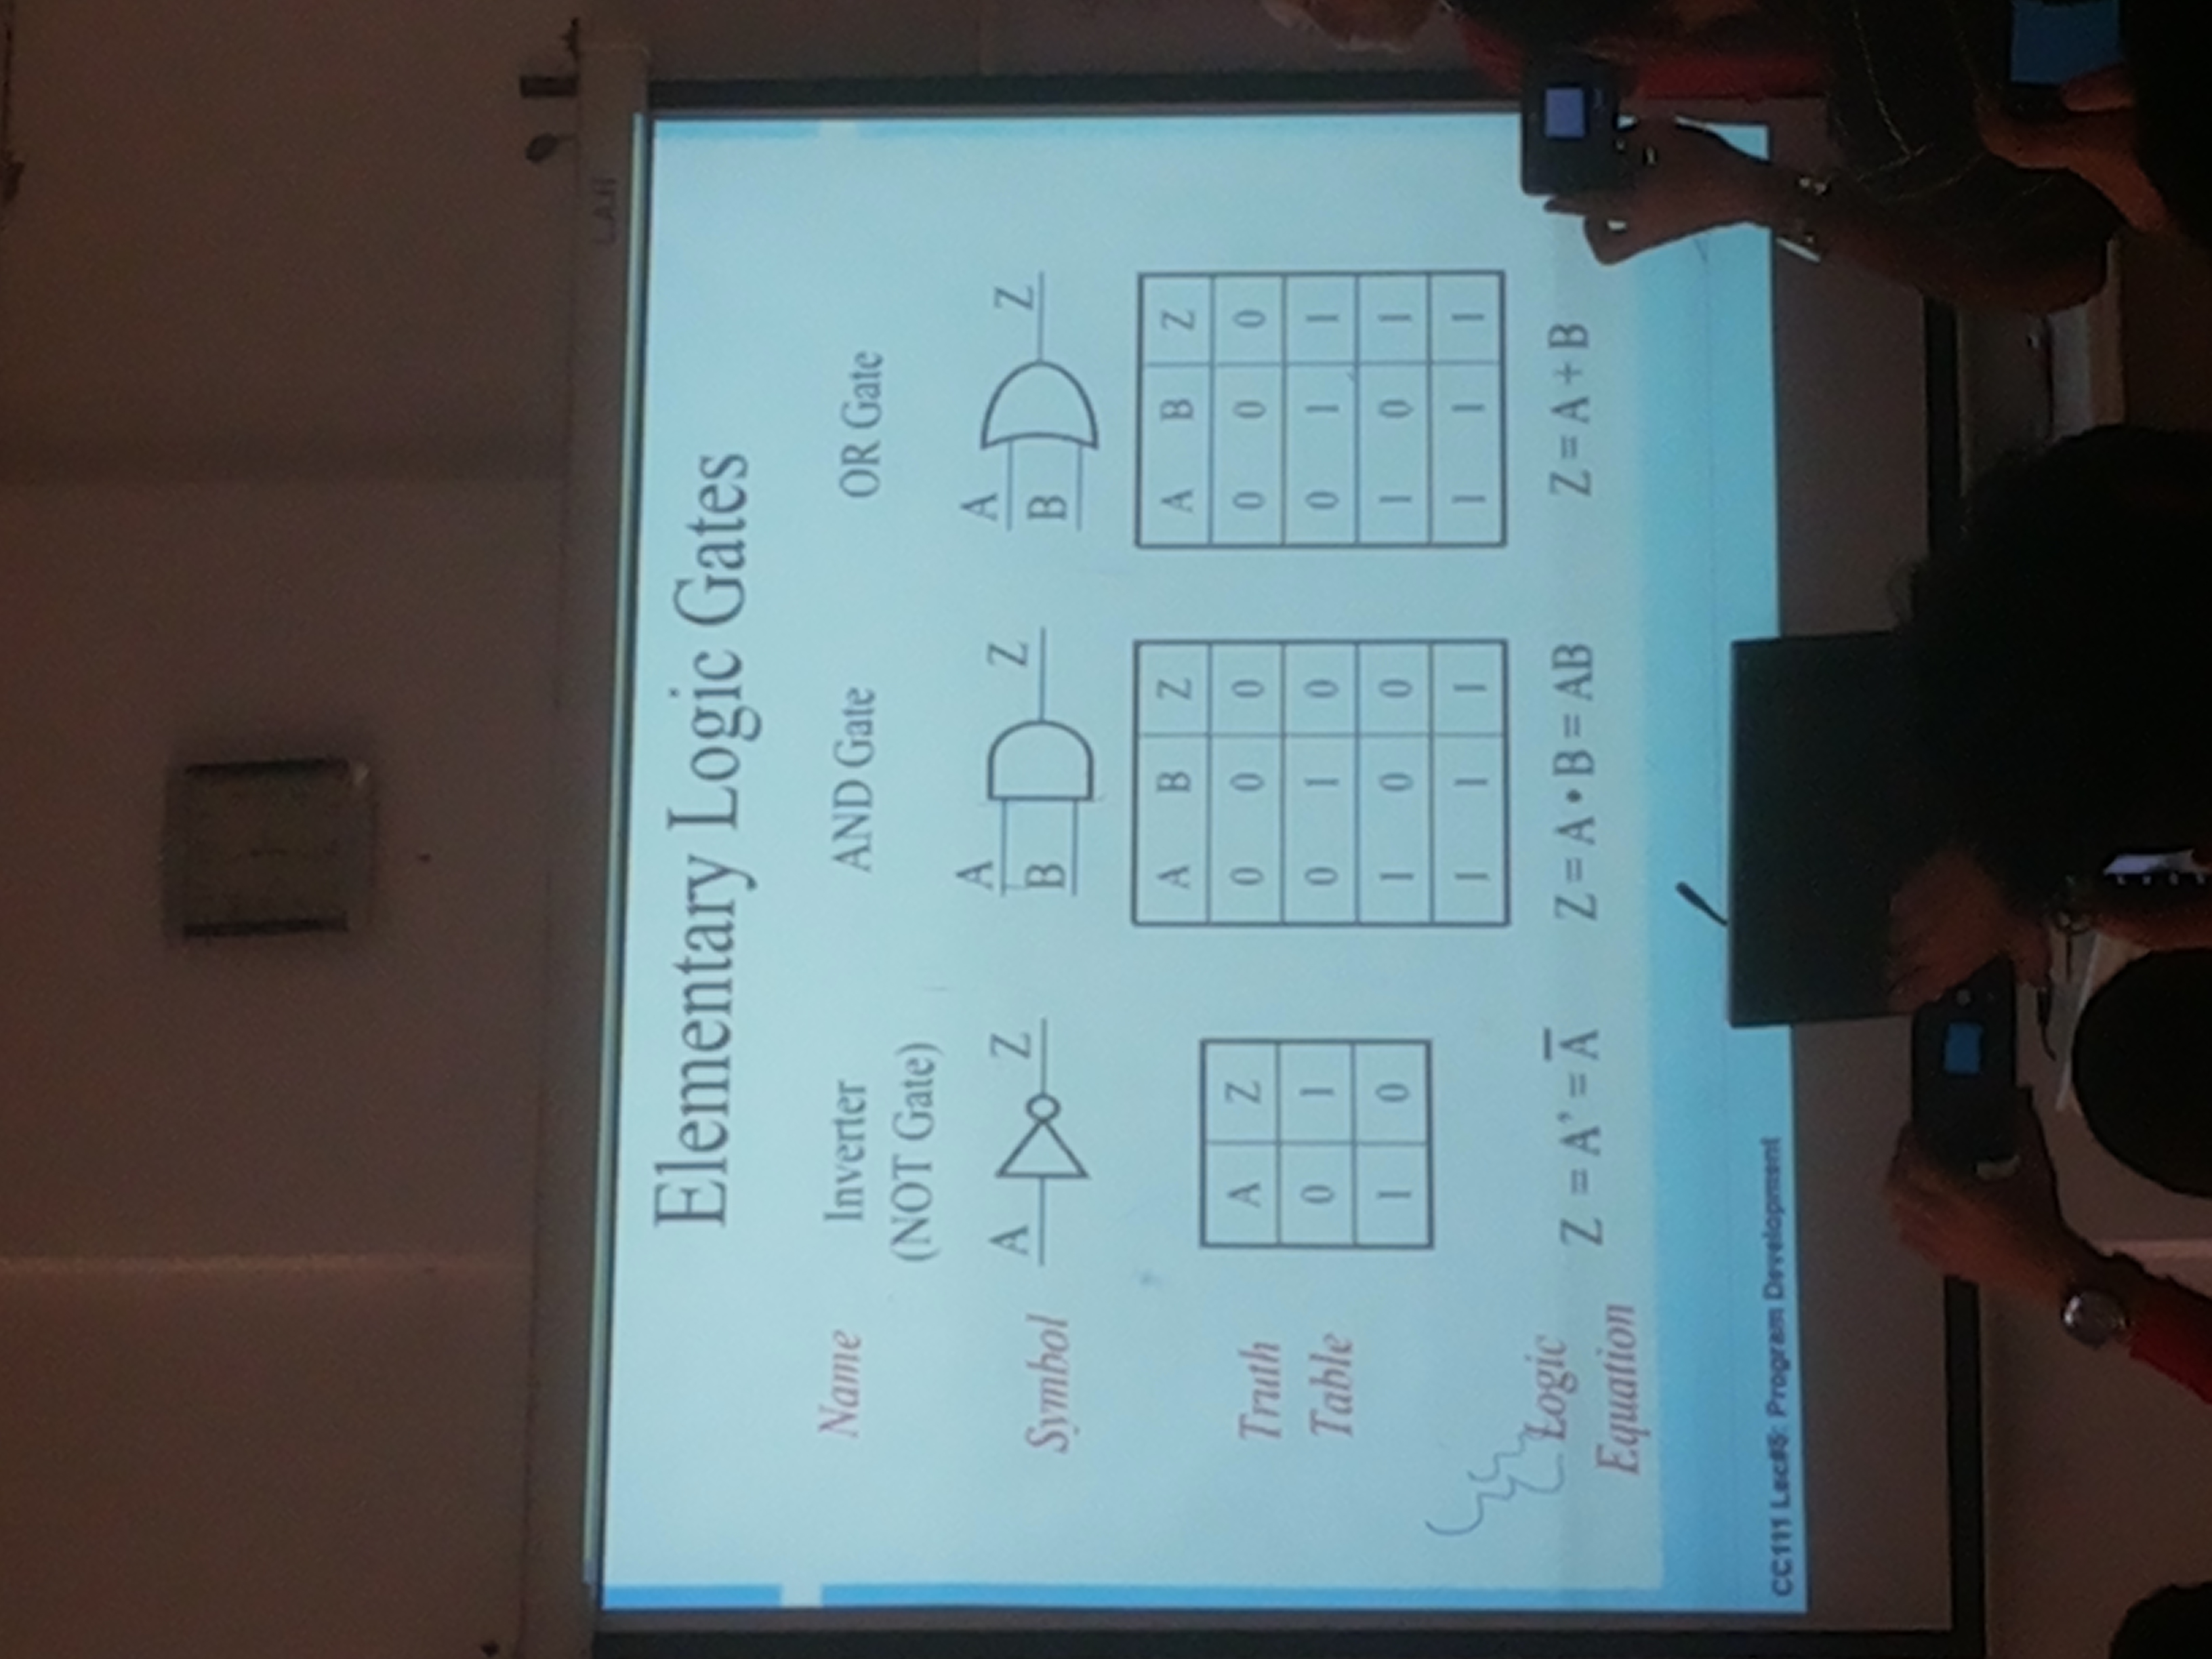 Elementary Logic Gates
Name Inverter AND Gate OR Gate
(NOT Gate)
Symbol
A Z A B Z A B Z
Truth
Table
A Z
0 1
1 0
A B Z
0 0 0
0 1 0
1 0 0
1 1 1
A B Z
0 0 0
0 1 1
1 0 1
1 1 1
Logic
Equation
Z = A’ = A̅
Z = A • B = AB
Z = A + B
CC111 Lec#5: Program Development